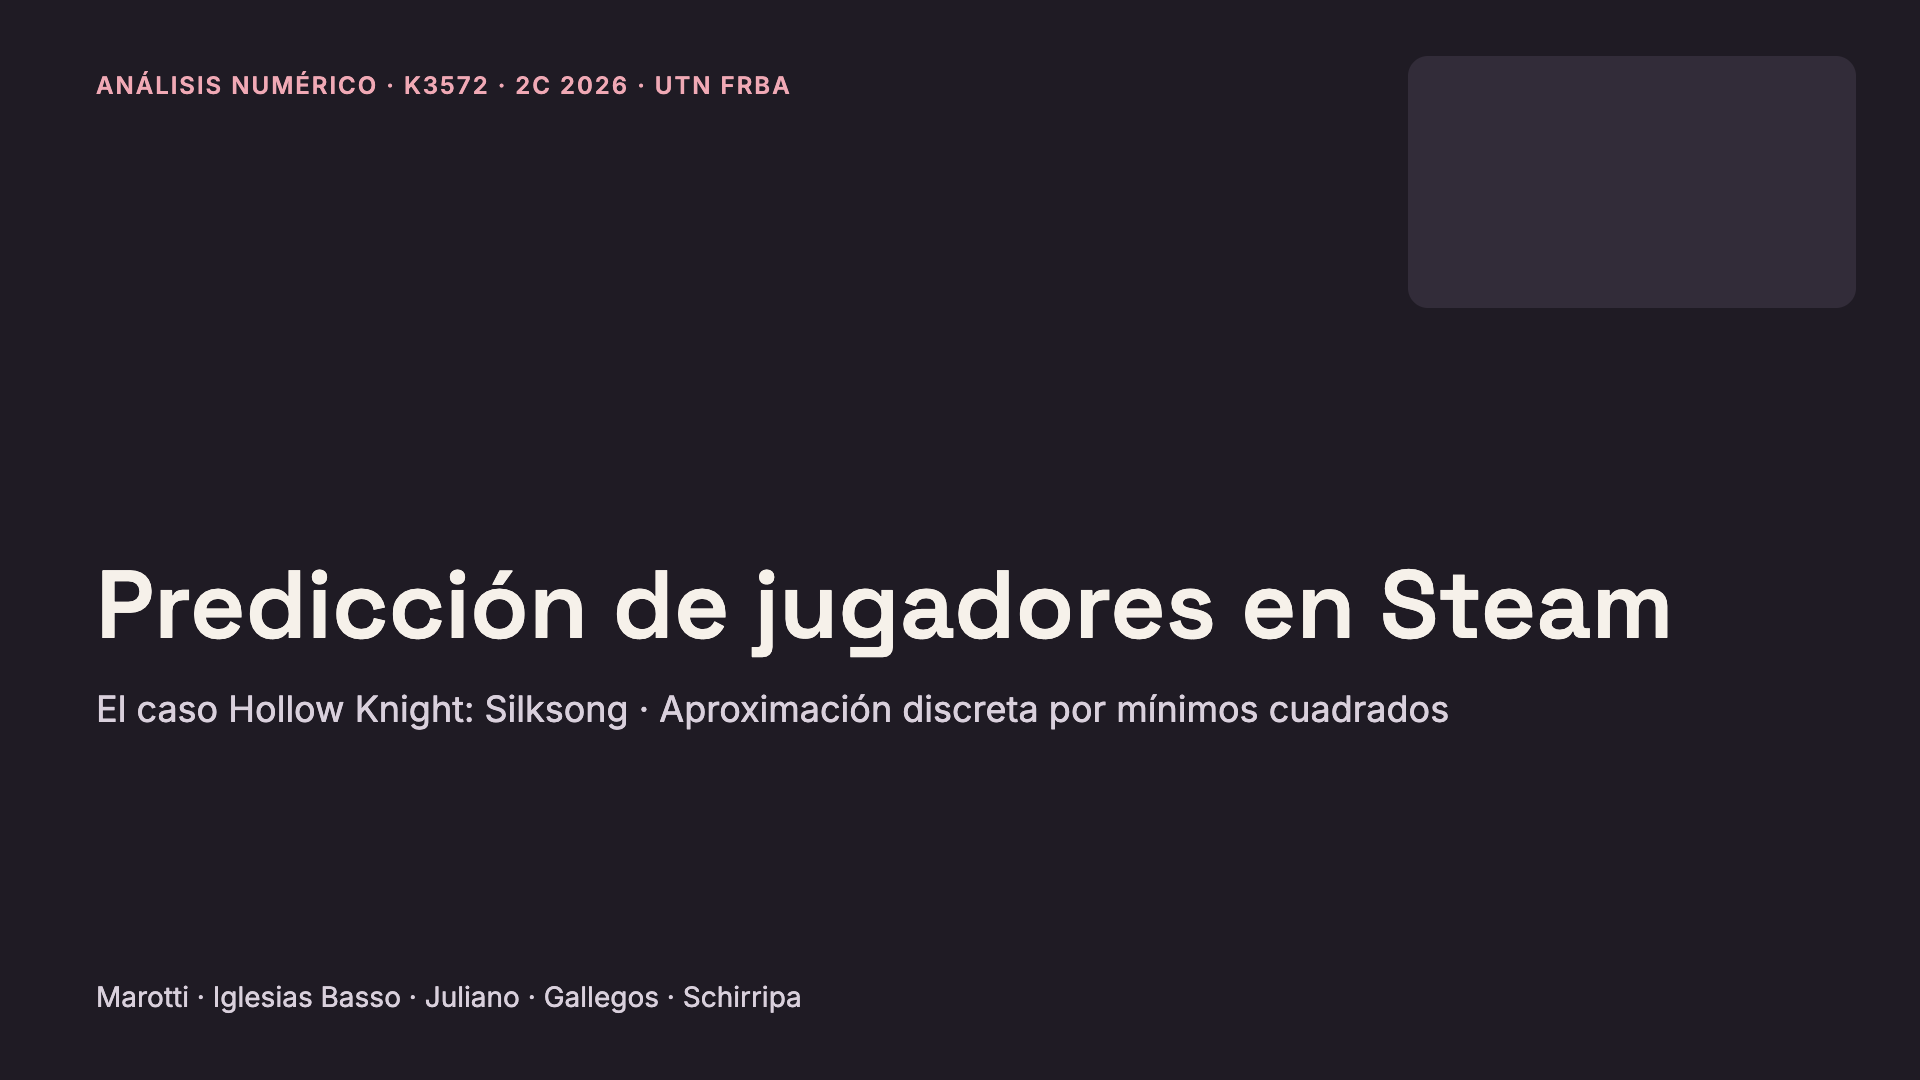 ANÁLISIS NUMÉRICO · K3572 · 2C 2026 · UTN FRBA
Predicción de jugadores en Steam
El caso Hollow Knight: Silksong · Aproximación discreta por mínimos cuadrados
Marotti · Iglesias Basso · Juliano · Gallegos · Schirripa